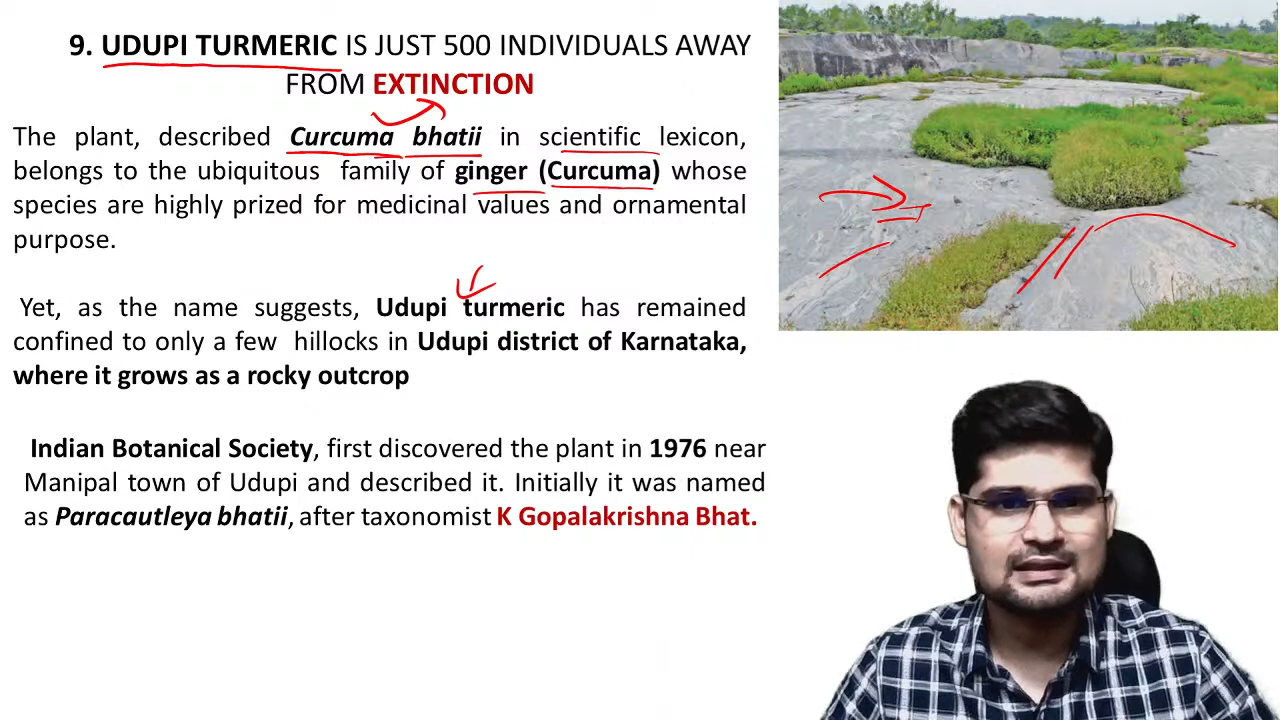 9. UDUPI TURMERIC IS JUST 500 INDIVIDUALS AWAY
FROM EXTINCTION
The plant, described Curcuma bhatii in scientific lexicon,
belongs to the ubiquitous family of ginger (Curcuma) whose
species are highly prized for medicinal values and ornamental
purpose.
Yet, as the name suggests, Udupi turmeric has remained
confined to only a few hillocks in Udupi district of Karnataka,
where it grows as a rocky outcrop
Indian Botanical Society, first discovered the plant in 1976 near
Manipal town of Udupi and described it. Initially it was named
as Paracautleya bhatii, after taxonomist K Gopalakrishna Bhat.